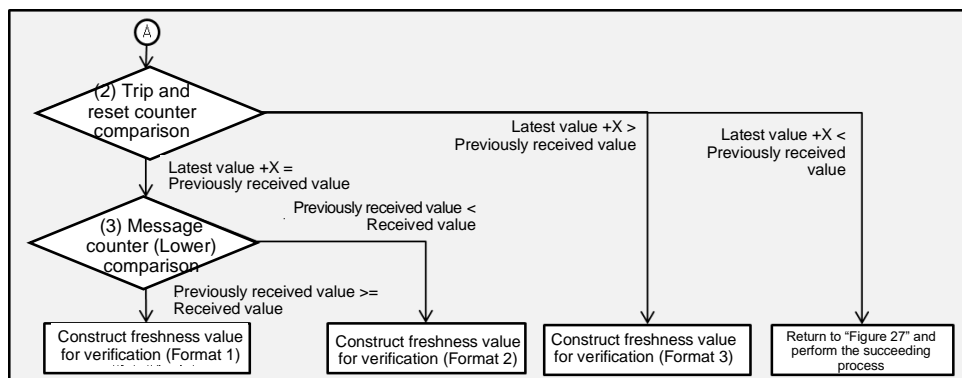 A
(2) Trip and
reset counter
comparison
Latest value +X >
Previously received
value
Latest value +X <
Previously received
value
Latest value +X =
Previously received value
Previously received value <
Received value
(3) Message
counter (Lower)
comparison
Previously received value >=
Received value
Construct freshness value
for verification (Format 1)
Construct freshness value
for verification (Format 2)
Construct freshness value
for verification (Format 3)
Return to “Figure 27” and
perform the succeeding
process